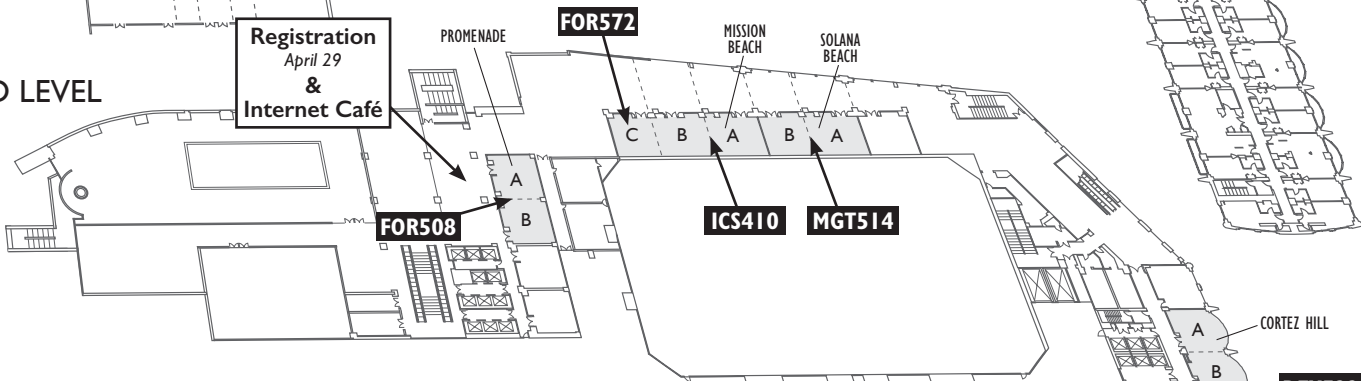 Registration
April 29
&
Internet Café
PROMENADE
FOR572
MISSION
BEACH
SOLANA
BEACH
LEVEL
C
B
A
B
A
A
B
FOR508
ICS410
MGT514
A
CORTEZ HILL
B